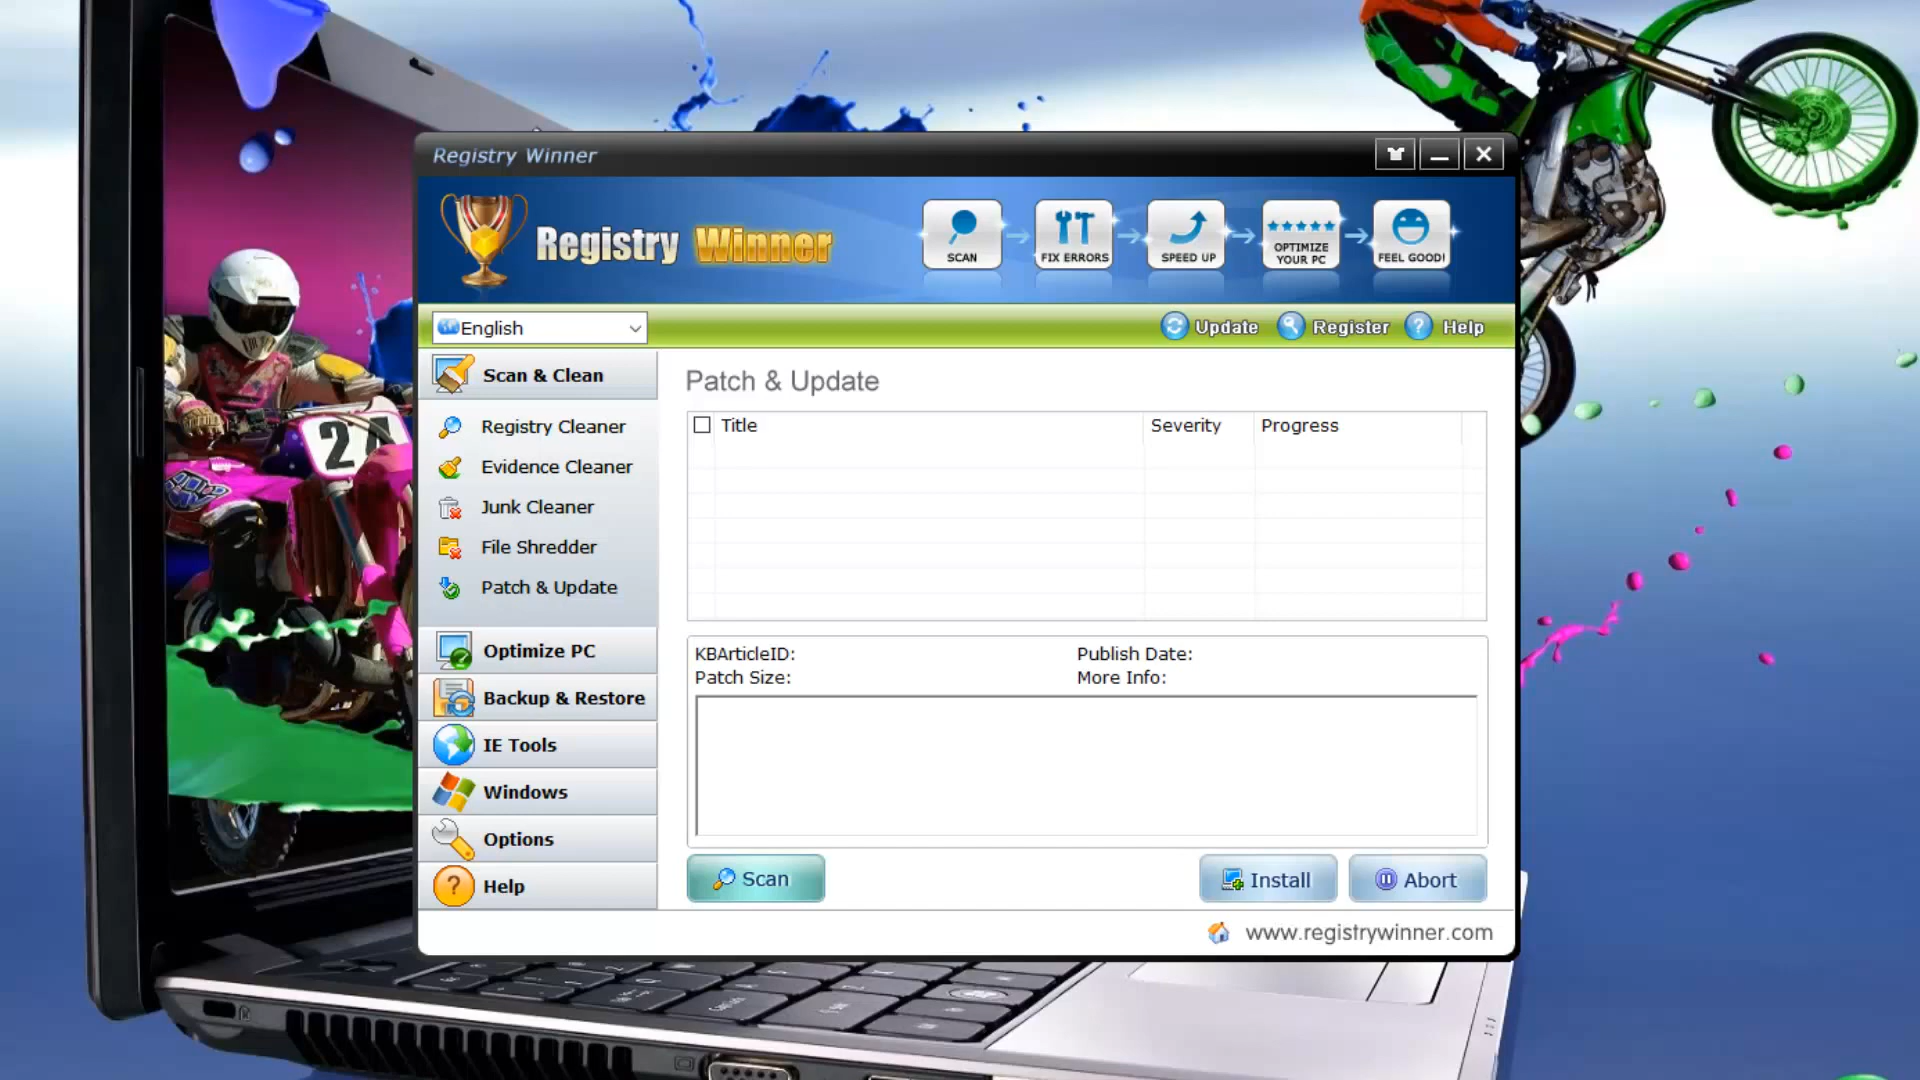 Registry Winner
Registry Winner
SCAN
FIX ERRORS
SPEED UP
OPTIMIZE
YOUR PC
FEEL GOOD!
English
Update
Register
Help
Scan & Clean
Registry Cleaner
Evidence Cleaner
Junk Cleaner
File Shredder
Patch & Update
Optimize PC
Backup & Restore
IE Tools
Windows
Options
Help
Patch & Update
Title
Severity
Progress
KBArticleID:
Publish Date:
Patch Size:
More Info:
Scan
Install
Abort
www.registrywinner.com
24